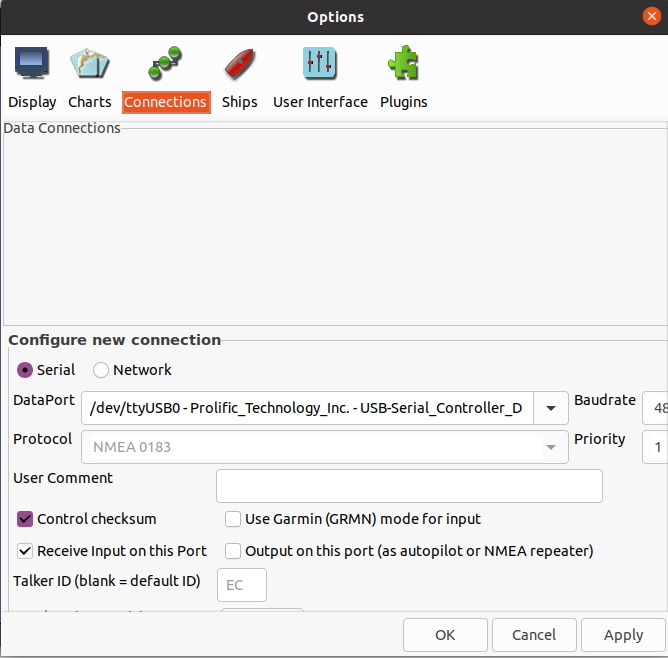 Options
Display Charts Connections Ships User Interface Plugins
Data Connections
Configure new connection
Serial Network
DataPort /dev/ttyUSB0 - Prolific_Technology_Inc. - USB-Serial_Controller_D Baudrate 48
Protocol NMEA 0183 Priority 1
User Comment
Control checksum Use Garmin (GRMN) mode for input
Receive Input on this Port Output on this port (as autopilot or NMEA repeater)
Talker ID (blank = default ID) EC
OK Cancel Apply